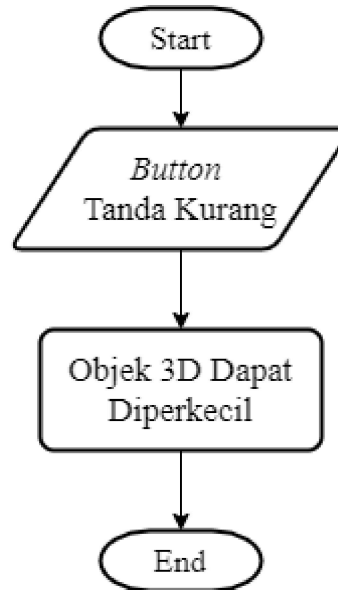 Start
Button
Tanda Kurang
Objek 3D Dapat
Diperkecil
End